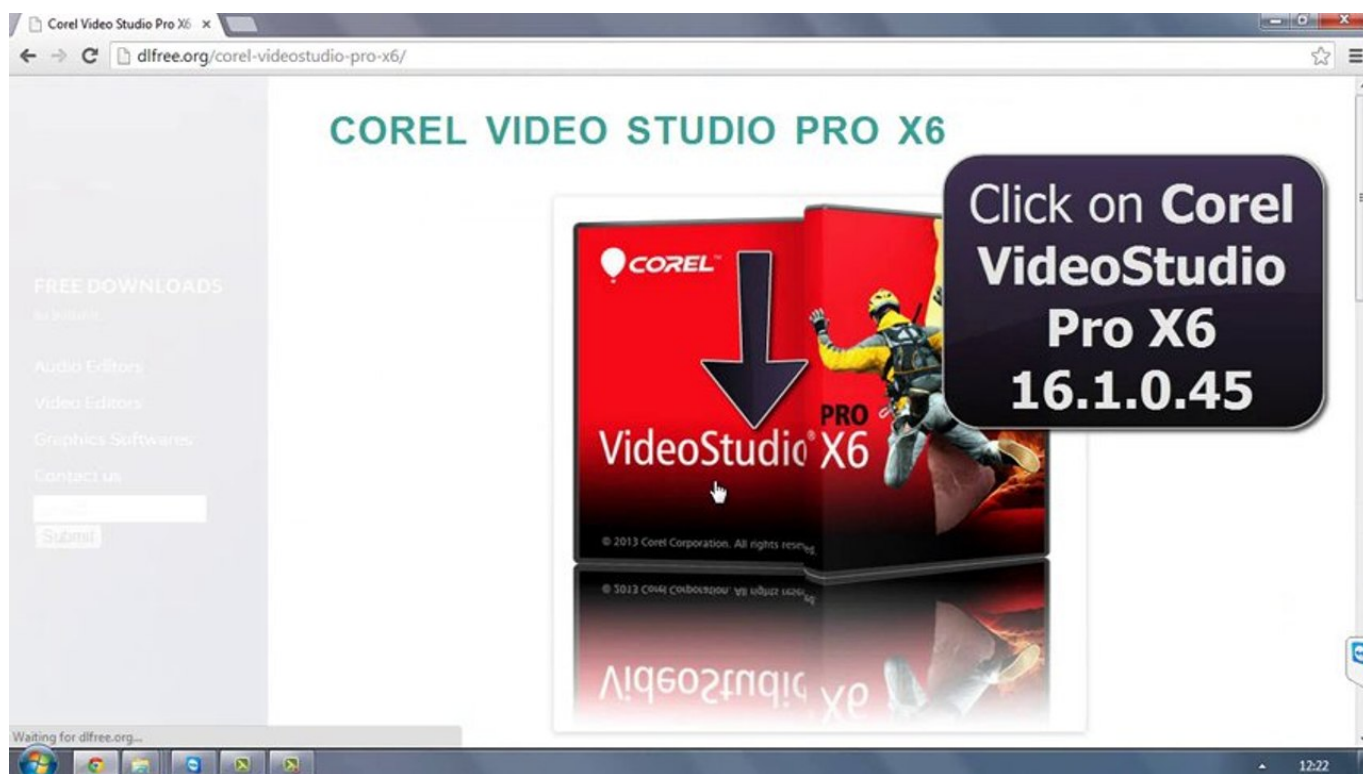 Corel Video Studio Pro X6
dlfree.org/corel-videostudio-pro-x6/
COREL VIDEO STUDIO PRO X6
Click on Corel
VideoStudio
Pro X6
16.1.0.45
COREL
PRO
VideoStudio® X6
© 2013 Corel Corporation. All rights reserved.
FREE DOWNLOADS
Audio Editors
Video Editors
Graphics Softwares
Contact us
Submit
Waiting for dlfree.org...
12:22